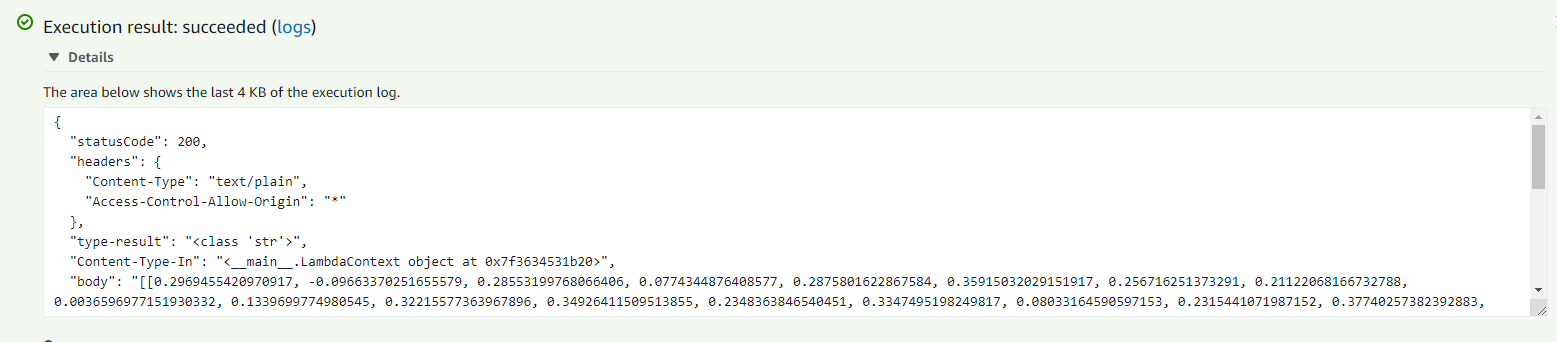 Execution result: succeeded (logs)
Details
The area below shows the last 4 KB of the execution log.
{
"statusCode": 200,
"headers": {
"Content-Type": "text/plain",
"Access-Control-Allow-Origin": "*"
},
"type-result": "<class 'str'>",
"Content-Type-In": "<__main__.LambdaContext object at 0x7f3634531b20>",
"body": "[[0.2969455420970917, -0.09663370251655579, 0.28553199768066406, 0.0774344876408577, 0.2875801622867584, 0.35915032029151917, 0.256716251373291, 0.21122068166732788,
0.0036596977151930332, 0.1339699774980545, 0.32215577363967896, 0.34926411509513855, 0.2348363846540451, 0.3347495198249817, 0.08033164590597153, 0.2315441071987152, 0.37740257382392883,